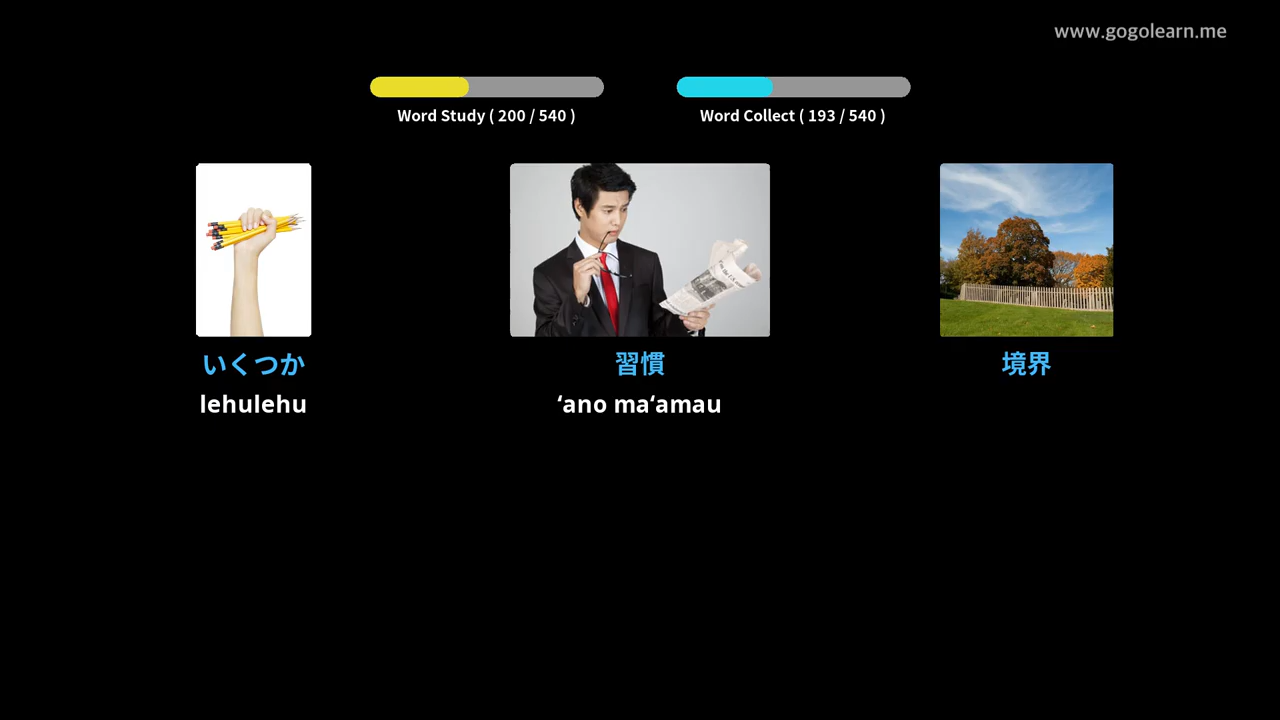 www.gogolearn.me
Word Study ( 200 / 540 )
Word Collect ( 193 / 540 )
いくつか
習慣
境界
lehulehu
ʻano maʻamau